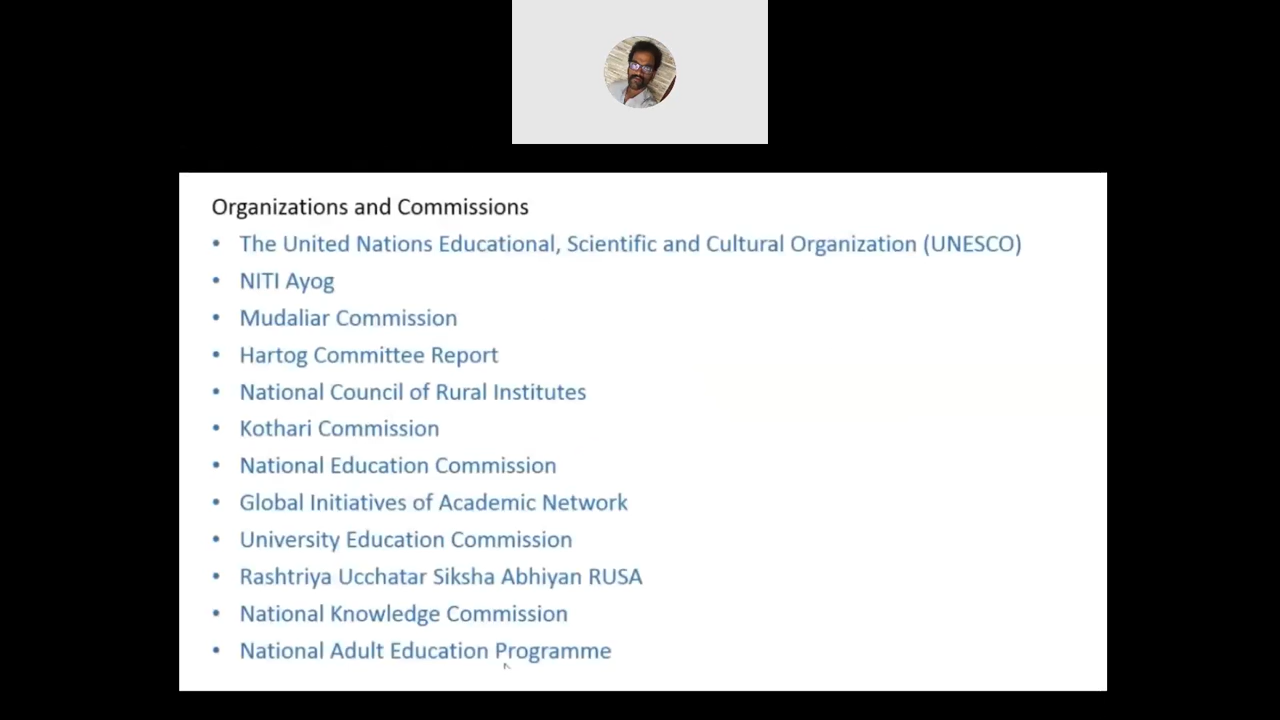 Organizations and Commissions
• The United Nations Educational, Scientific and Cultural Organization (UNESCO)
• NITI Ayog
• Mudaliar Commission
• Hartog Committee Report
• National Council of Rural Institutes
• Kothari Commission
• National Education Commission
• Global Initiatives of Academic Network
• University Education Commission
• Rashtriya Ucchatar Siksha Abhiyan RUSA
• National Knowledge Commission
• National Adult Education Programme